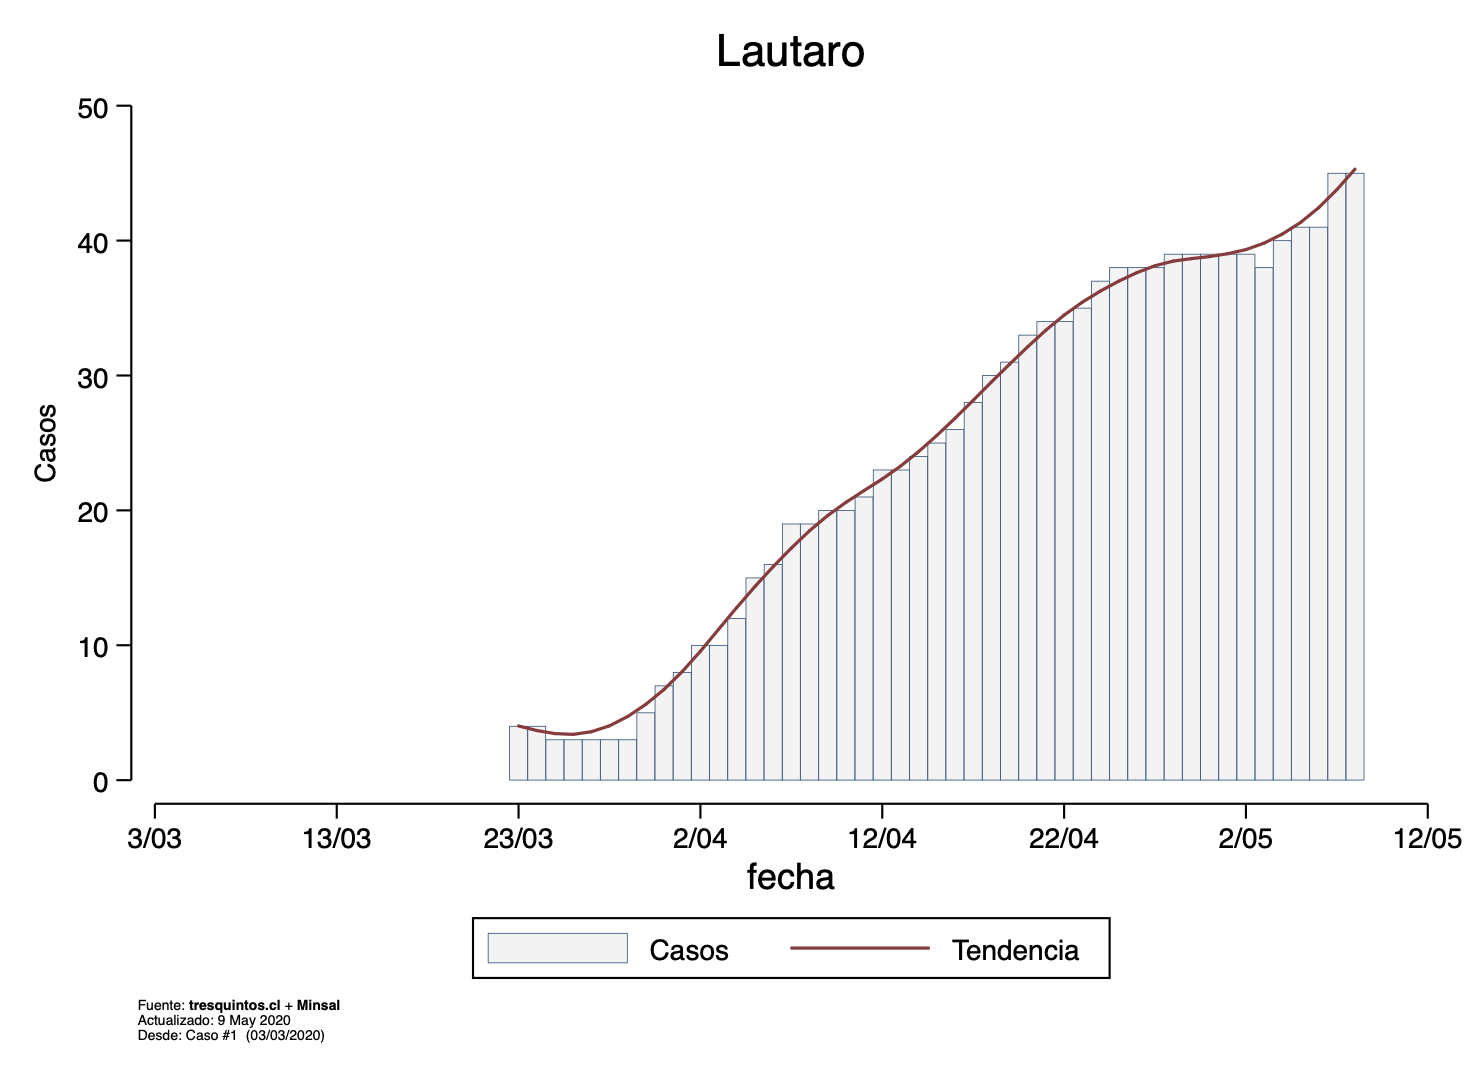 Lautaro
50
40
30
20
10
0
Casos
3/03 13/03 23/03 2/04 12/04 22/04 2/05 12/05
fecha
Casos Tendencia
Fuente: tresquintos.cl + Minsal
Actualizado: 9 May 2020
Desde: Caso #1 (03/03/2020)